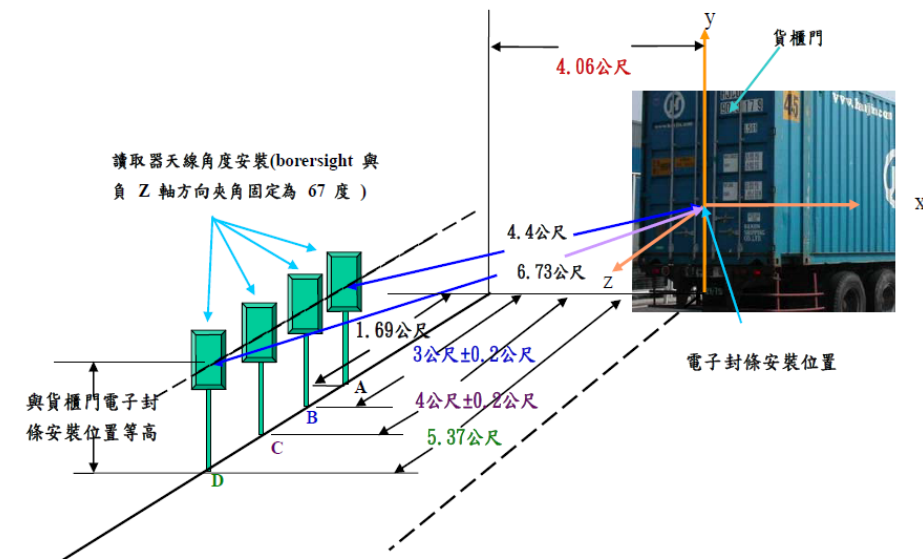 y
貨櫃門
4.06公尺
45
www.
讀取器天線角度安裝(borersight 與
負 Z 軸方向夾角固定為 67 度 )
x
4.4公尺
6.73公尺
Z
1.69公尺
3公尺±0.2公尺
電子封條安裝位置
A
與貨櫃門電子封
條安裝位置等高
B
4公尺±0.2公尺
C
5.37公尺
D